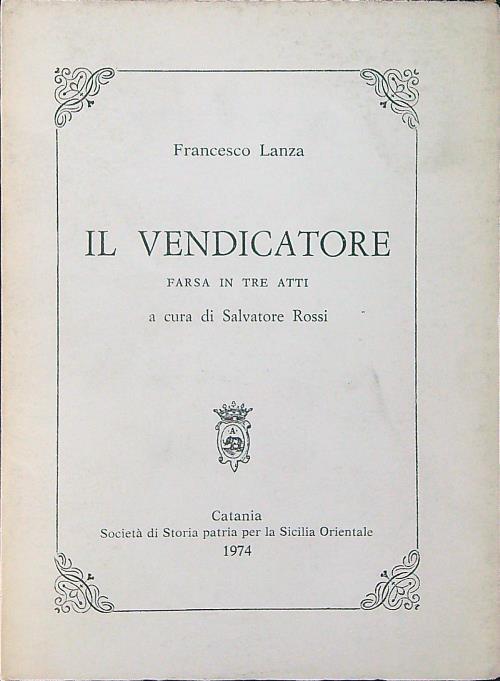 Francesco Lanza
IL VENDICATORE
FARSA IN TRE ATTI
a cura di Salvatore Rossi
A
Catania
Società di Storia patria per la Sicilia Orientale
1974